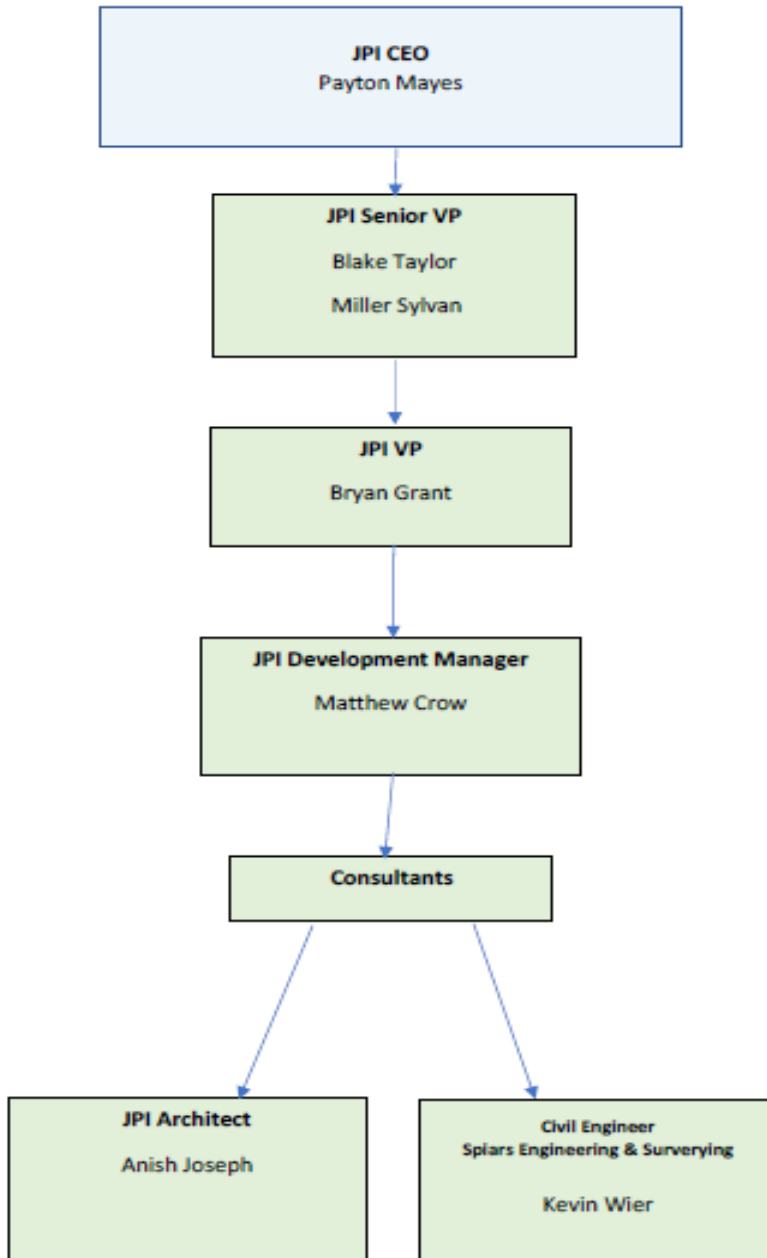 JPI CEO
Payton Mayes
JPI Senior VP
Blake Taylor
Miller Sylvan
JPI VP
Bryan Grant
JPI Development Manager
Matthew Crow
Consultants
JPI Architect
Anish Joseph
Civil Engineer
Spiars Engineering & Surverying
Kevin Wier